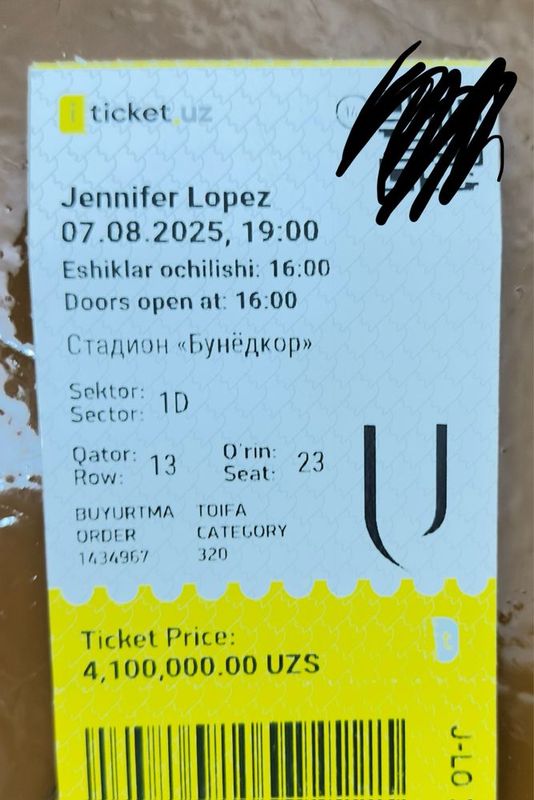 iticket.uz
Jennifer Lopez
07.08.2025, 19:00
Eshiklar ochilishi: 16:00
Doors open at: 16:00
Стадион «Бунёдкор»
Sektor:
Sector: 1D
Qator:
Row: 13
O'rin:
Seat: 23
BUYURTMA TOIFA
ORDER CATEGORY
1434967 320
U
Ticket Price:
4,100,000.00 UZS
J-LO